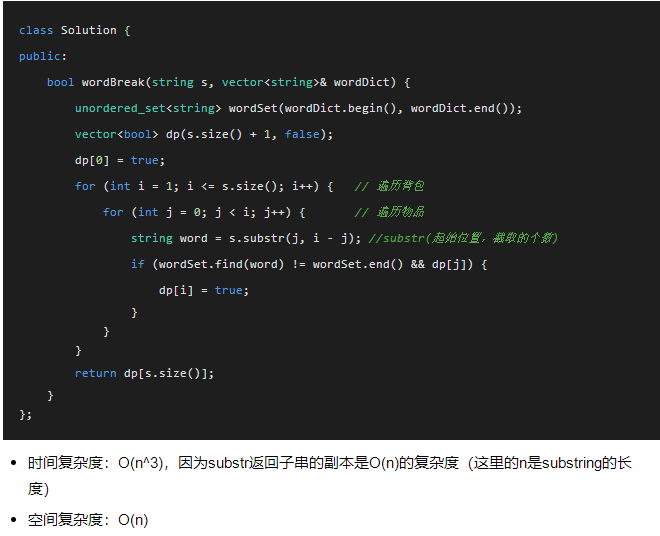 class Solution {
public:
    bool wordBreak(string s, vector<string>& wordDict) {
        unordered_set<string> wordSet(wordDict.begin(), wordDict.end());
        vector<bool> dp(s.size() + 1, false);
        dp[0] = true;
        for (int i = 1; i <= s.size(); i++) {   // 遍历背包
            for (int j = 0; j < i; j++) {       // 遍历物品
                string word = s.substr(j, i - j); //substr(起始位置，截取的个数)
                if (wordSet.find(word) != wordSet.end() && dp[j]) {
                    dp[i] = true;
                }
            }
        }
        return dp[s.size()];
    }
};
• 时间复杂度：O(n^3)，因为substr返回子串的副本是O(n)的复杂度（这里的n是substring的长
度）
• 空间复杂度：O(n)